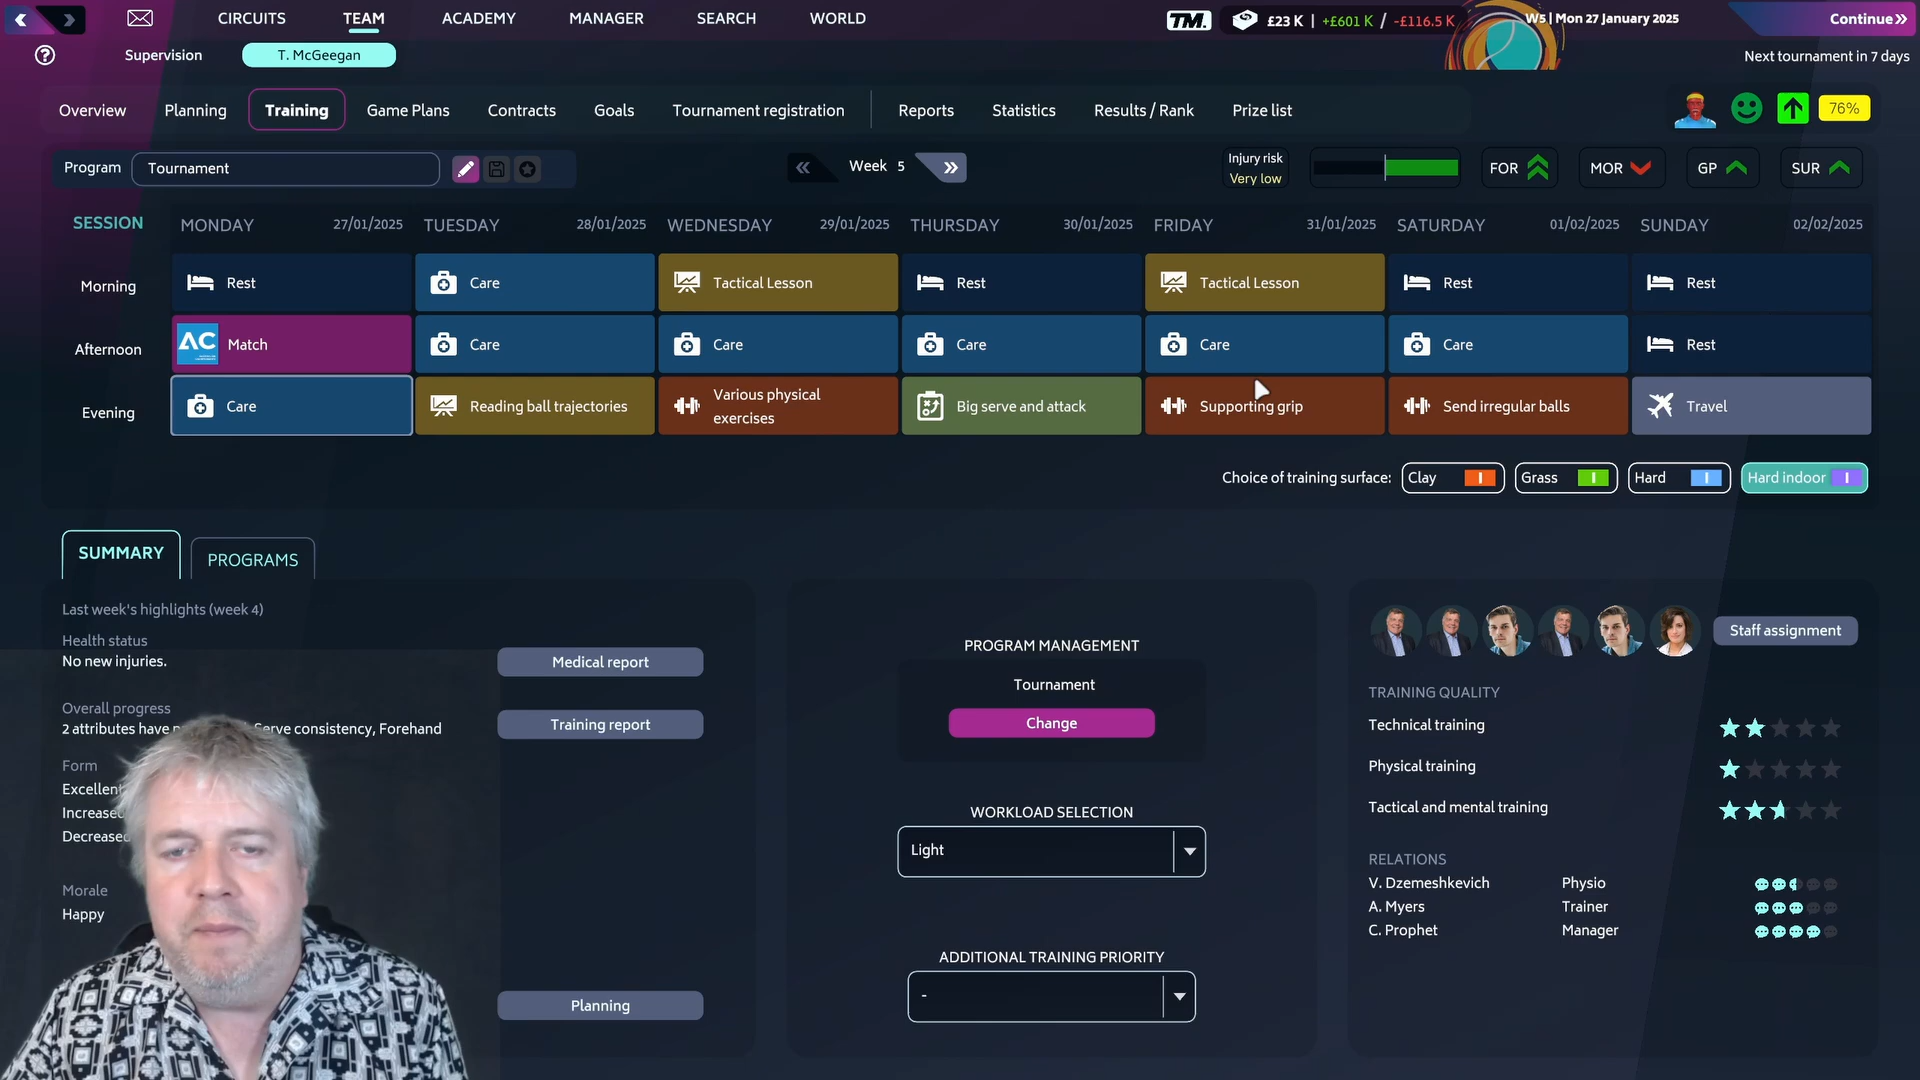 CIRCUITS TEAM ACADEMY MANAGER SEARCH WORLD
TM. £23 K | +£601 K / -£116.5 K
W5 | Mon 27 January 2025
Continue
Supervision T. McGeegan
Next tournament in 7 days
Overview Planning Training Game Plans Contracts Goals Tournament registration Reports Statistics Results / Rank Prize list
76%
Program Tournament
Week 5
Injury risk
Very low
FOR MOR GP SUR
SESSION MONDAY 27/01/2025 TUESDAY 28/01/2025 WEDNESDAY 29/01/2025 THURSDAY 30/01/2025 FRIDAY 31/01/2025 SATURDAY 01/02/2025 SUNDAY 02/02/2025
Morning Rest Care Tactical Lesson Rest Tactical Lesson Rest Rest
Afternoon AC Match Care Care Care Care Care Rest
Evening Care Reading ball trajectories Various physical exercises Big serve and attack Supporting grip Send irregular balls Travel
Choice of training surface: Clay Grass Hard Hard indoor
SUMMARY PROGRAMS
Last week's highlights (week 4)
Health status
No new injuries.
Medical report
Overall progress
2 attributes have Serve consistency, Forehand
Training report
Form
Excellent
Increased
Decreased
Morale
Happy
Planning
PROGRAM MANAGEMENT
Tournament
Change
WORKLOAD SELECTION
Light
ADDITIONAL TRAINING PRIORITY
-
Staff assignment
TRAINING QUALITY
Technical training
Physical training
Tactical and mental training
RELATIONS
V. Dzemeshkevich Physio
A. Myers Trainer
C. Prophet Manager